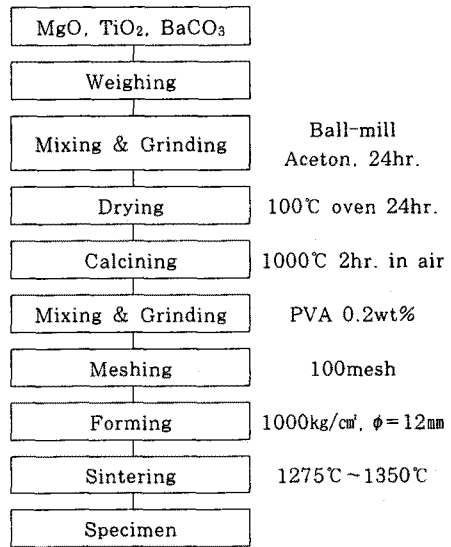 MgO, TiO₂, BaCO₃
Weighing
Mixing & Grinding
Ball-mill
Aceton, 24hr.
Drying
100℃ oven 24hr.
Calcining
1000℃ 2hr. in air
Mixing & Grinding
PVA 0.2wt%
Meshing
100mesh
Forming
1000kg/㎠, ϕ=12㎜
Sintering
1275℃~1350℃
Specimen